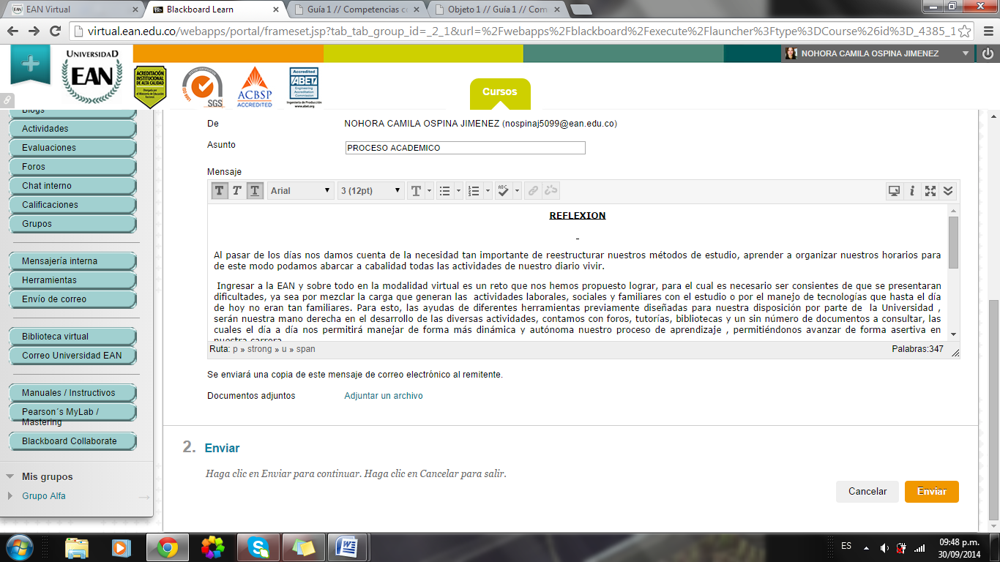 EAN Virtual
Blackboard Learn
Guía 1 // Competencias c
Objeto 1 // Guía 1 // Com
virtual.ean.edu.co/webapps/portal/frameset.jsp?tab_tab_group_id=_2_1&url=%2Fwebapps%2Fblackboard%2Fexecute%2Flauncher%3Ftype%3DCourse%26id%3D_4385_1
UNIVERSIDAD
EAN
ACREDITACIÓN
INSTITUCIONAL
DE ALTA CALIDAD
SGS
ACBSP
ACCREDITED
Accredited
ABET
Engineering
Accreditation
Commission
Ingeniería de Producción
www.abet.org
NOHORA CAMILA OSPINA JIMENEZ
Cursos
Blogs
Actividades
Evaluaciones
Foros
Chat interno
Calificaciones
Grupos
Mensajería interna
Herramientas
Envío de correo
Biblioteca virtual
Correo Universidad EAN
Manuales / Instructivos
Pearson´s MyLab /
Mastering
Blackboard Collaborate
Mis grupos
Grupo Alfa
De NOHORA CAMILA OSPINA JIMENEZ (nospinaj5099@ean.edu.co)
Asunto PROCESO ACADEMICO
Mensaje
T T T Arial 3 (12pt) T ABC
REFLEXION
Al pasar de los días nos damos cuenta de la necesidad tan importante de reestructurar nuestros métodos de estudio, aprender a organizar nuestros horarios para
de este modo podamos abarcar a cabalidad todas las actividades de nuestro diario vivir.
Ingresar a la EAN y sobre todo en la modalidad virtual es un reto que nos hemos propuesto lograr, para el cual es necesario ser consientes de que se presentaran
dificultades, ya sea por mezclar la carga que generan las actividades laborales, sociales y familiares con el estudio o por el manejo de tecnologías que hasta el día
de hoy no eran tan familiares. Para esto, las ayudas de diferentes herramientas previamente diseñadas para nuestra disposición por parte de la Universidad ,
serán nuestra mano derecha en el desarrollo de las diversas actividades, contamos con foros, tutorías, bibliotecas y un sin número de documentos a consultar, las
cuales el día a día nos permitirá manejar de forma más dinámica y autónoma nuestro proceso de aprendizaje , permitiéndonos avanzar de forma asertiva en
nuestra carrera
Ruta: p » strong » u » span Palabras:347
Se enviará una copia de este mensaje de correo electrónico al remitente.
Documentos adjuntos Adjuntar un archivo
2. Enviar
Haga clic en Enviar para continuar. Haga clic en Cancelar para salir.
Cancelar Enviar
ES
09:48 p.m.
30/09/2014